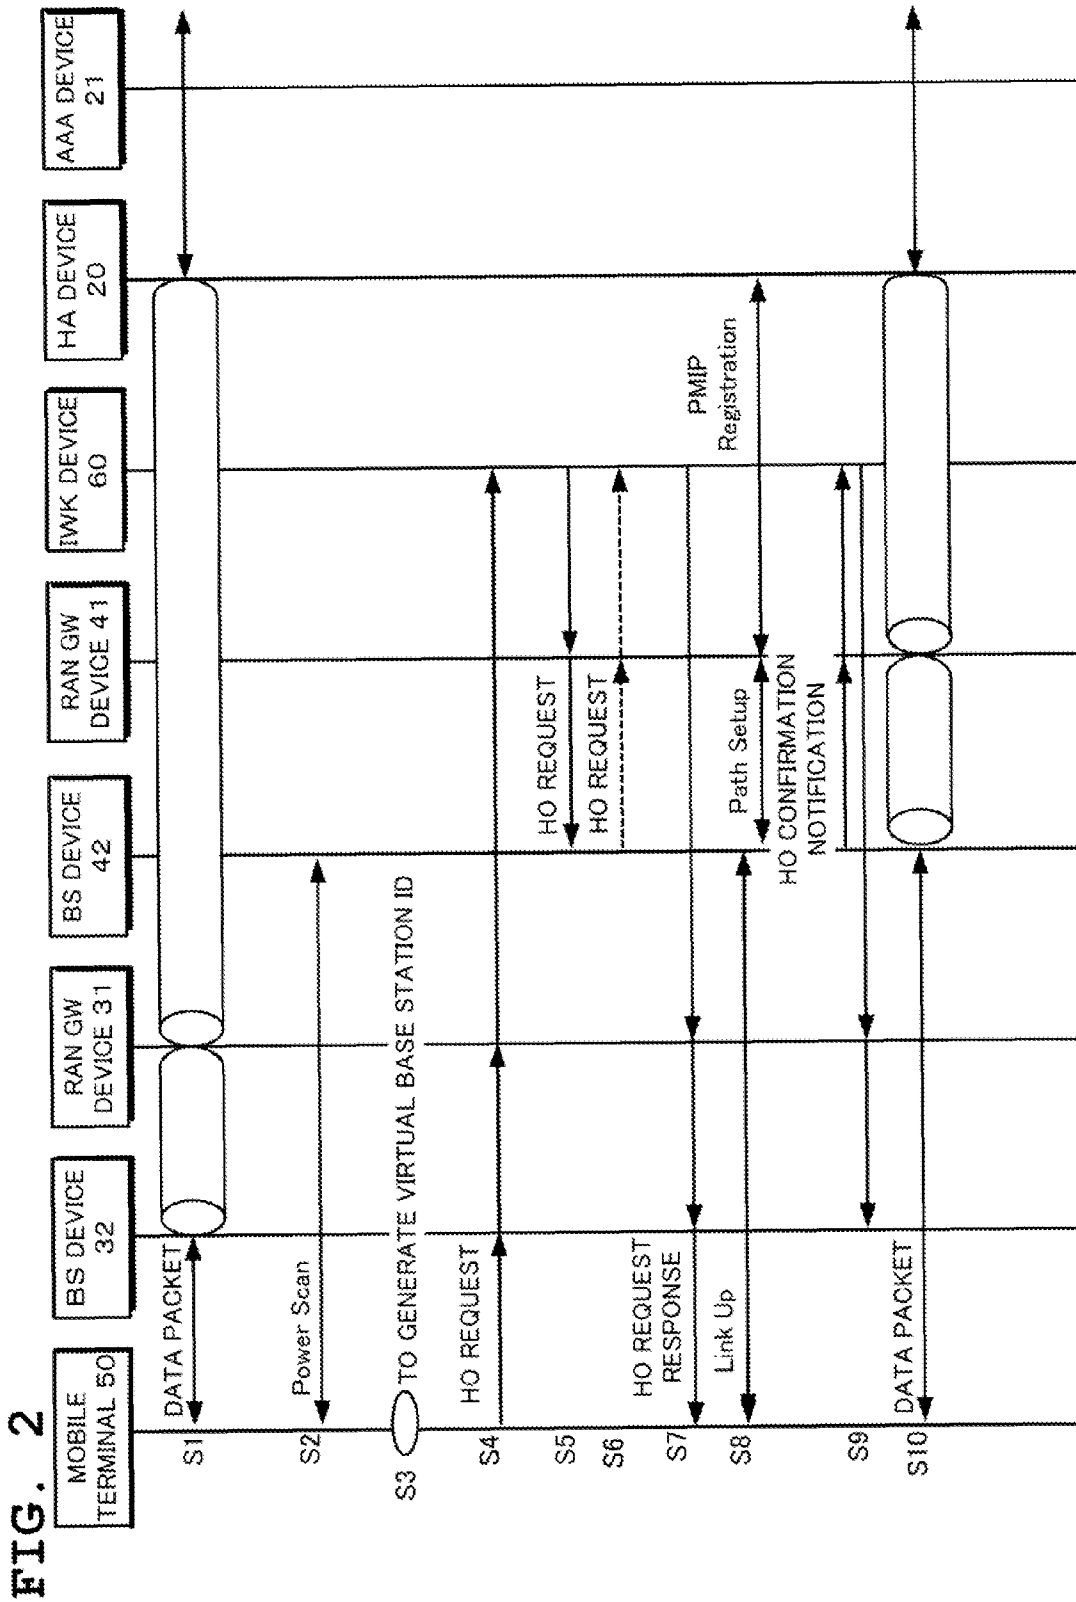 FIG. 2
MOBILE
TERMINAL 50
BS DEVICE
32
RAN GW
DEVICE 31
BS DEVICE
42
RAN GW
DEVICE 41
IWK DEVICE
60
HA DEVICE
20
AAA DEVICE
21
S1
DATA PACKET
S2
Power Scan
S3
TO GENERATE VIRTUAL BASE STATION ID
S4
HO REQUEST
S5
HO REQUEST
S6
HO REQUEST
S7
HO REQUEST
RESPONSE
S8
Link Up
Path Setup
PMIP
Registration
S9
HO CONFIRMATION
NOTIFICATION
S10
DATA PACKET